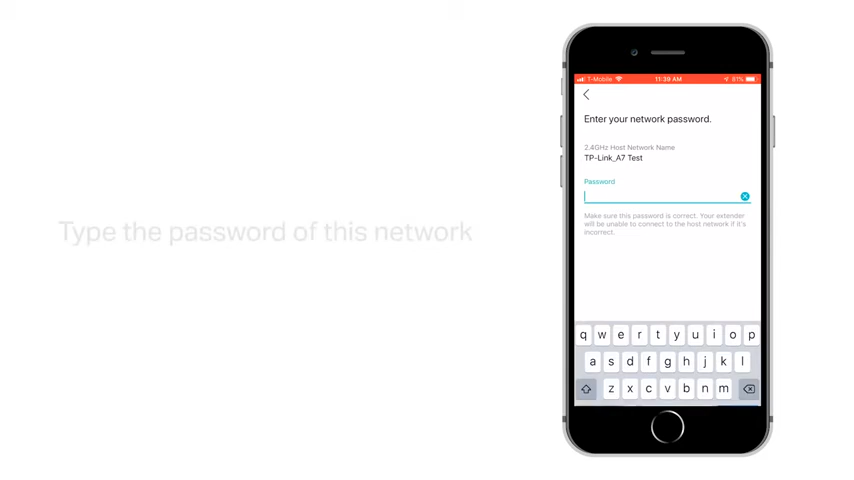 Type the password of this network
T-Mobile 11:39 AM 81%
Enter your network password.
2.4GHz Host Network Name
TP-Link_A7 Test
Password
Make sure this password is correct. Your extender
will be unable to connect to the host network if it's
incorrect.
q w e r t y u i o p
a s d f g h j k l
z x c v b n m